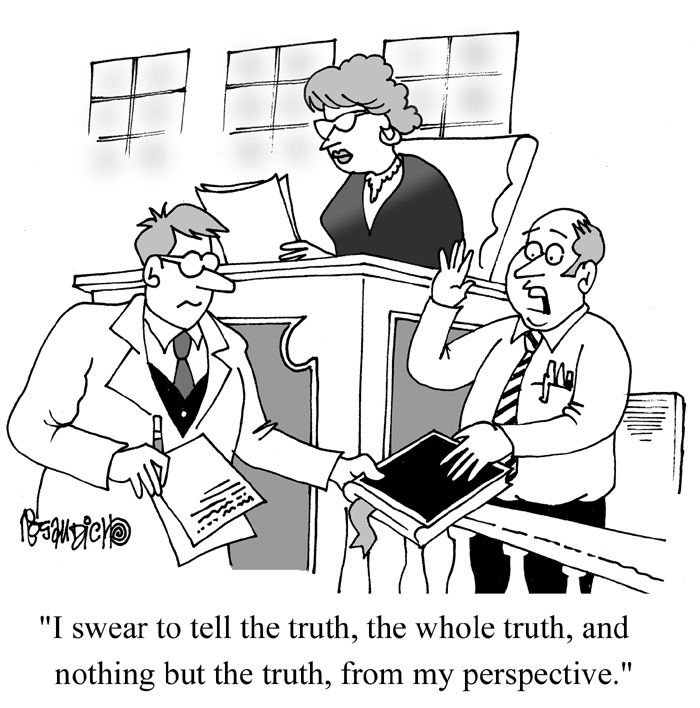 "I swear to tell the truth, the whole truth, and
nothing but the truth, from my perspective."